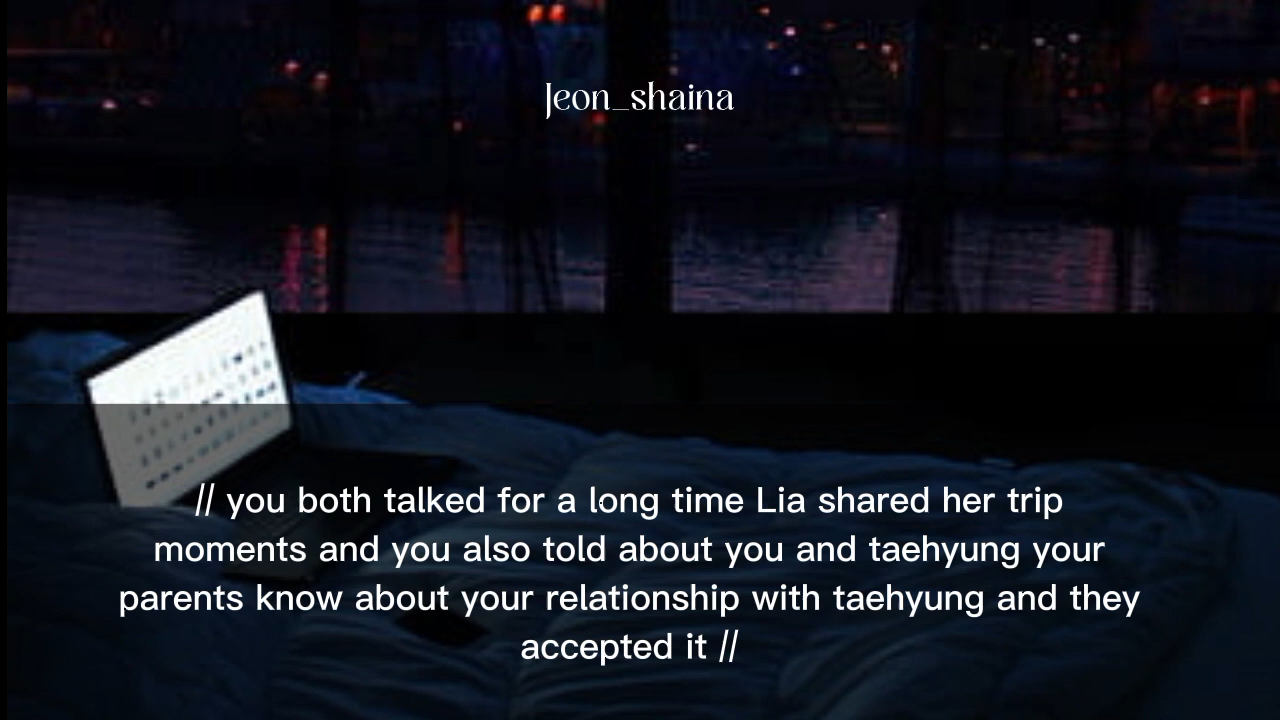 Jeon_shaina
// you both talked for a long time Lia shared her trip
moments and you also told about you and taehyung your
parents know about your relationship with taehyung and they
accepted it //